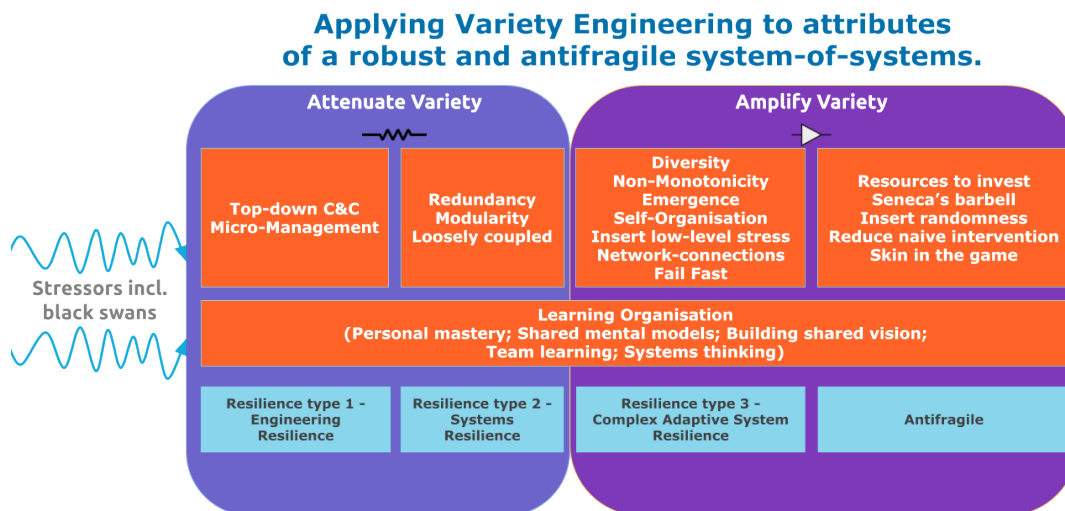 Applying Variety Engineering to attributes
of a robust and antifragile system-of-systems.
Attenuate Variety
Amplify Variety
Top-down C&C
Micro-Management
Redundancy
Modularity
Loosely coupled
Diversity
Non-Monotonicity
Emergence
Self-Organisation
Insert low-level stress
Network-connections
Fail Fast
Resources to invest
Seneca's barbell
Insert randomness
Reduce naive intervention
Skin in the game
Stressors incl.
black swans
Learning Organisation
(Personal mastery; Shared mental models; Building shared vision;
Team learning; Systems thinking)
Resilience type 1 -
Engineering
Resilience
Resilience type 2 -
Systems
Resilience
Resilience type 3 -
Complex Adaptive System
Resilience
Antifragile